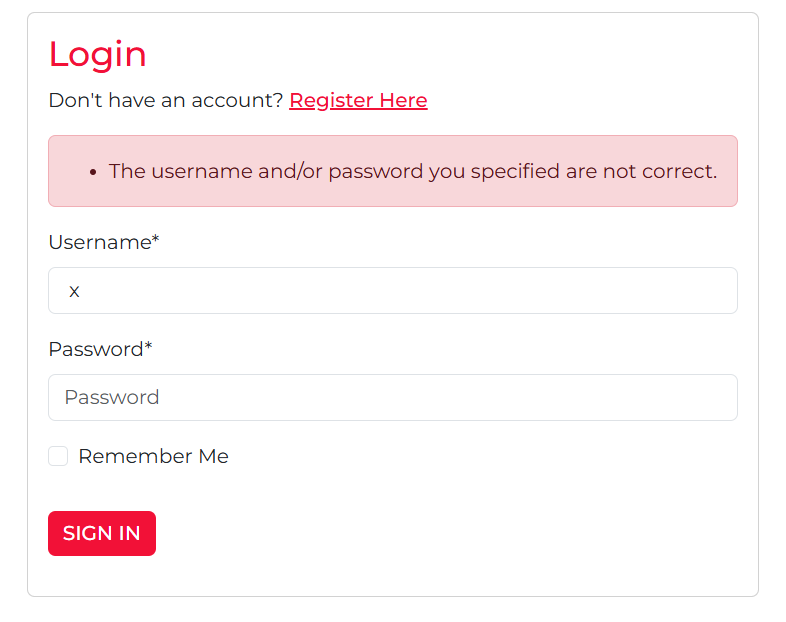 Login
Don't have an account? Register Here
• The username and/or password you specified are not correct.
Username*
x
Password*
Password
Remember Me
SIGN IN